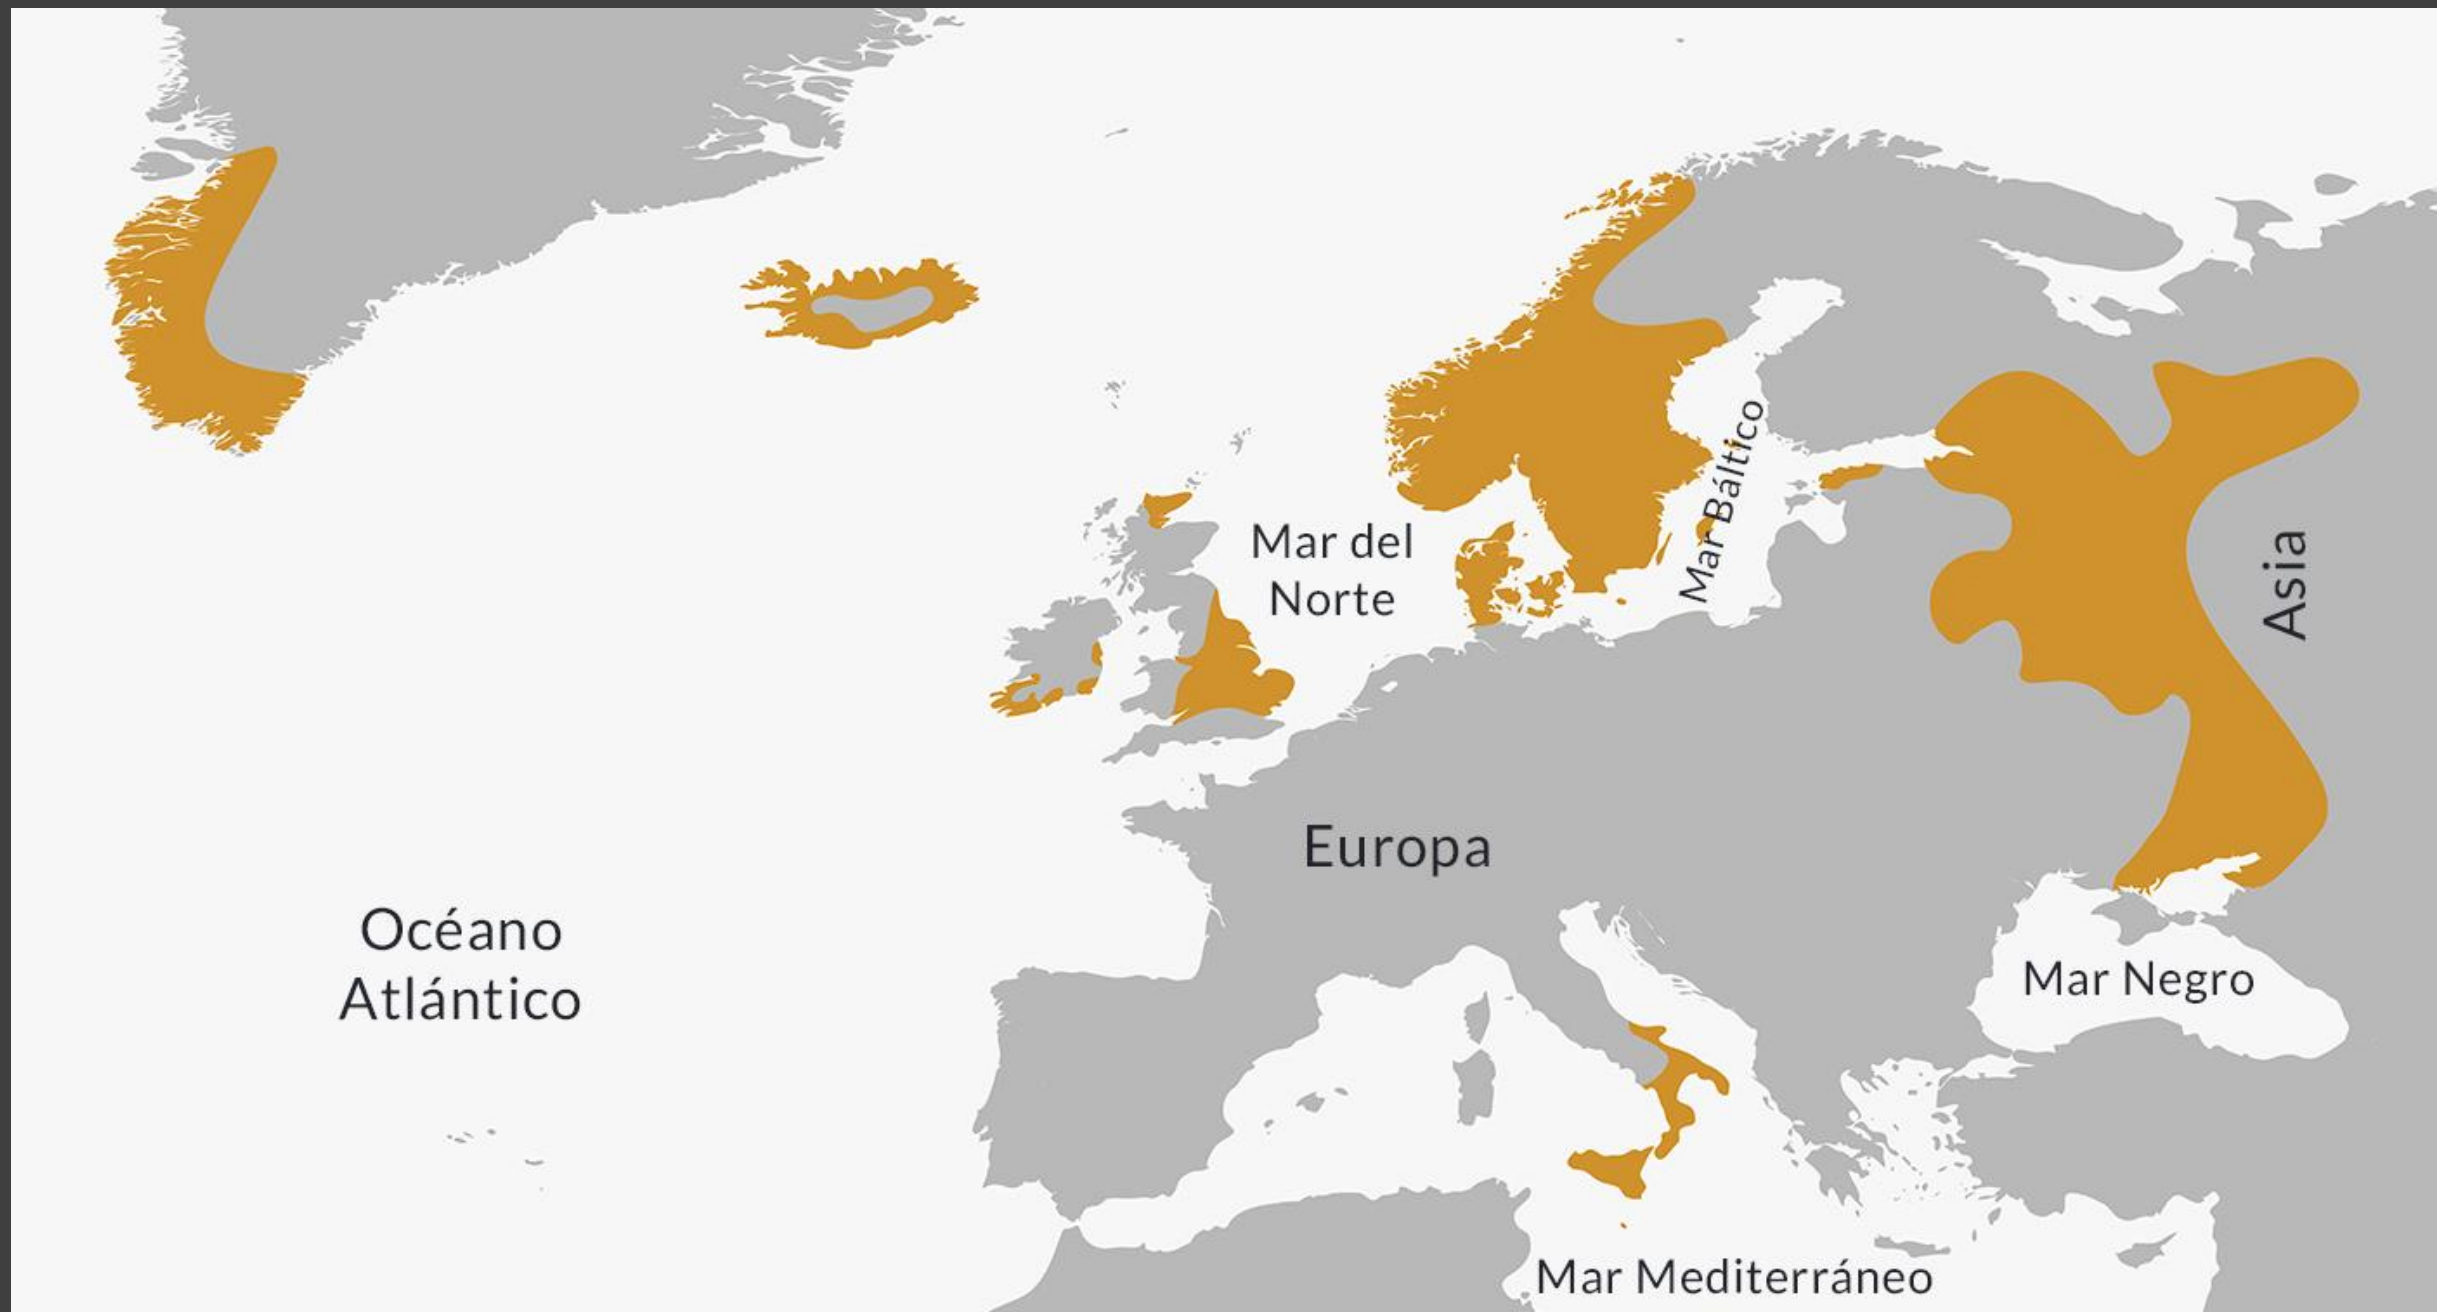 Mar Báltico
Mar del
Norte
Asia
Europa
Océano
Atlántico
Mar Negro
Mar Mediterráneo